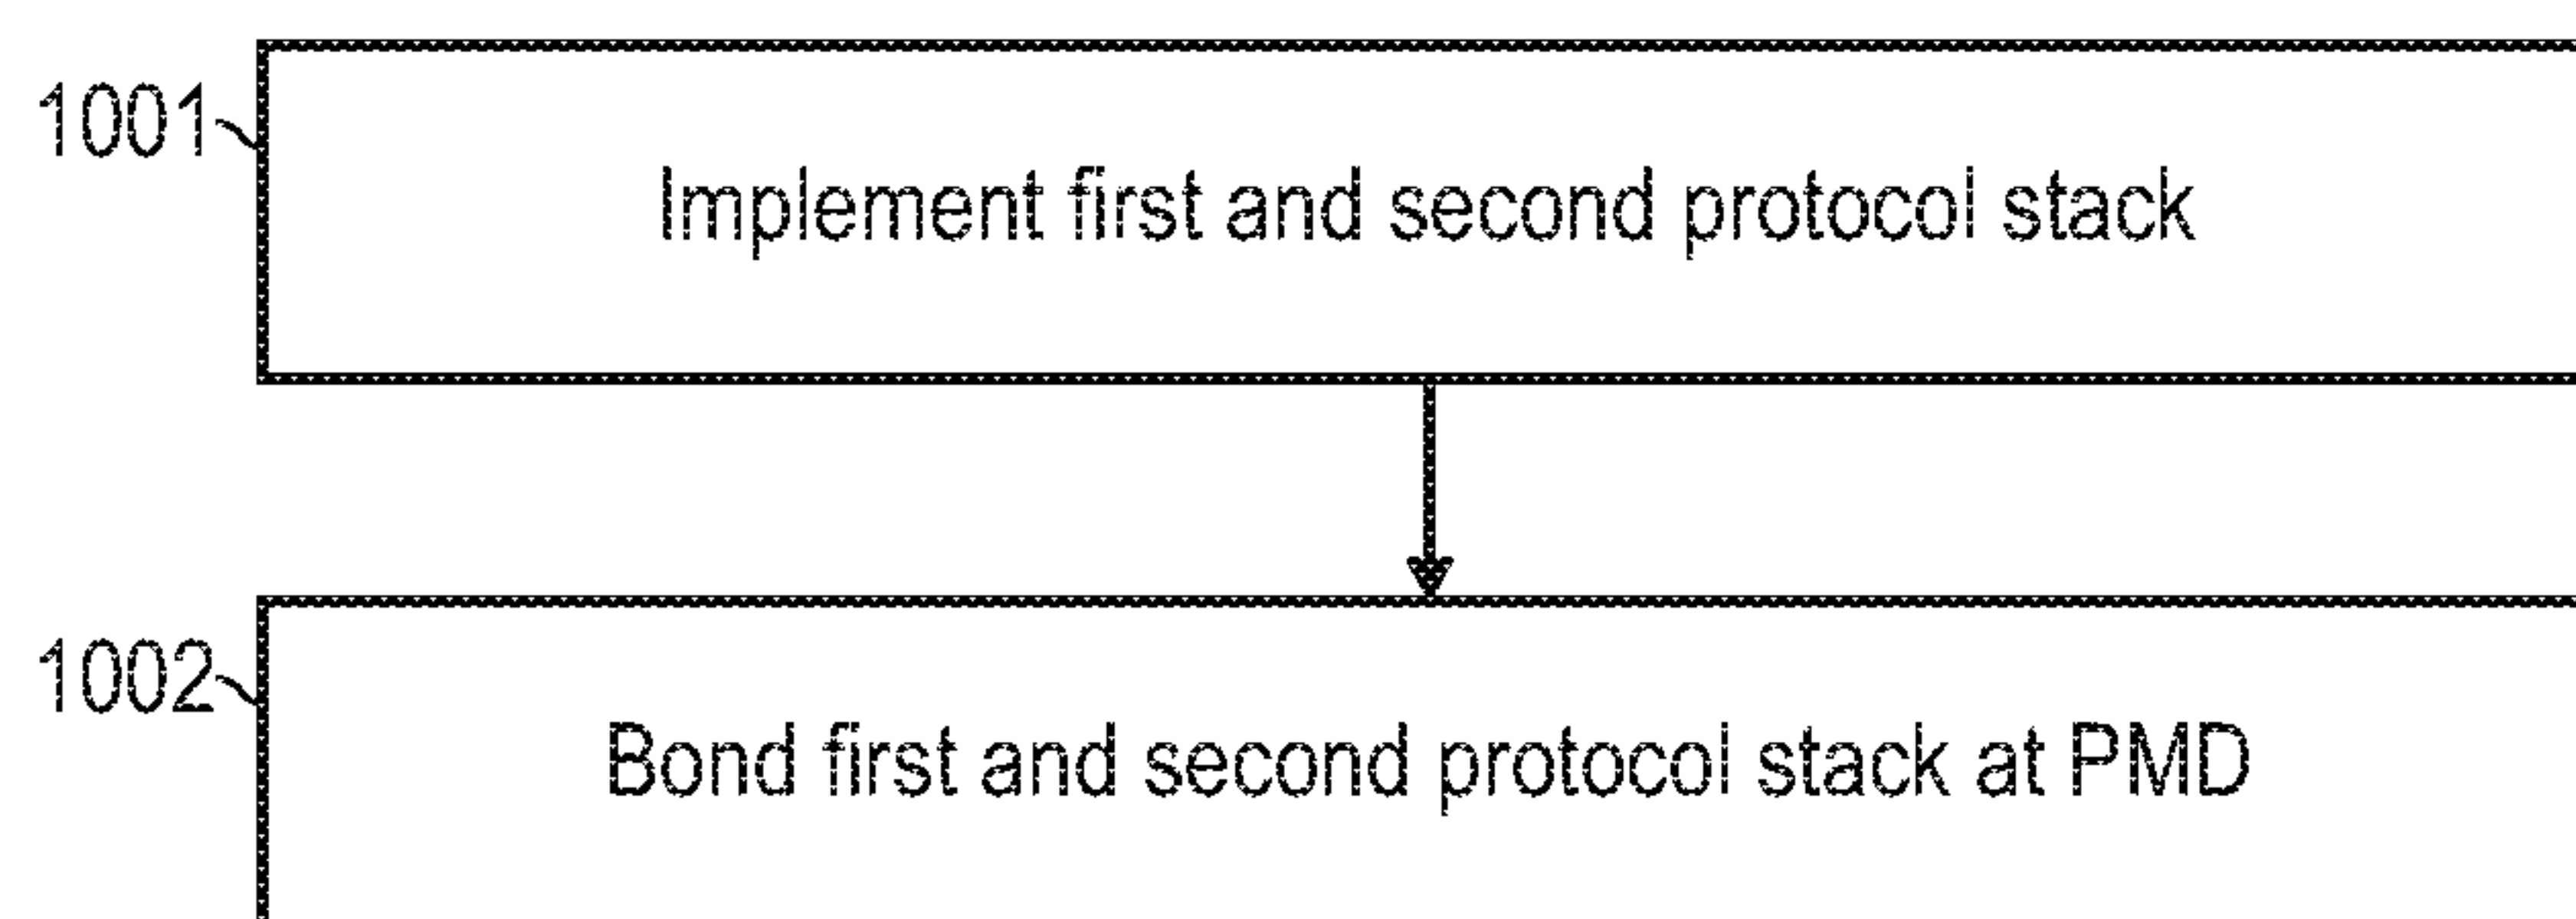 1001
Implement first and second protocol stack
1002
Bond first and second protocol stack at PMD